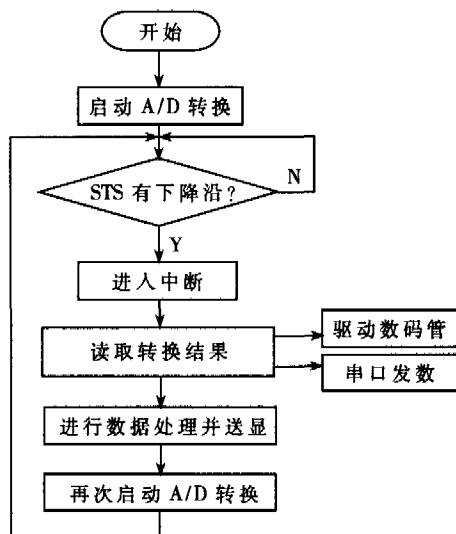 开始
启动 A/D 转换
STS 有下降沿?
N
Y
进入中断
读取转换结果
驱动数码管
串口发数
进行数据处理并送显
再次启动 A/D 转换